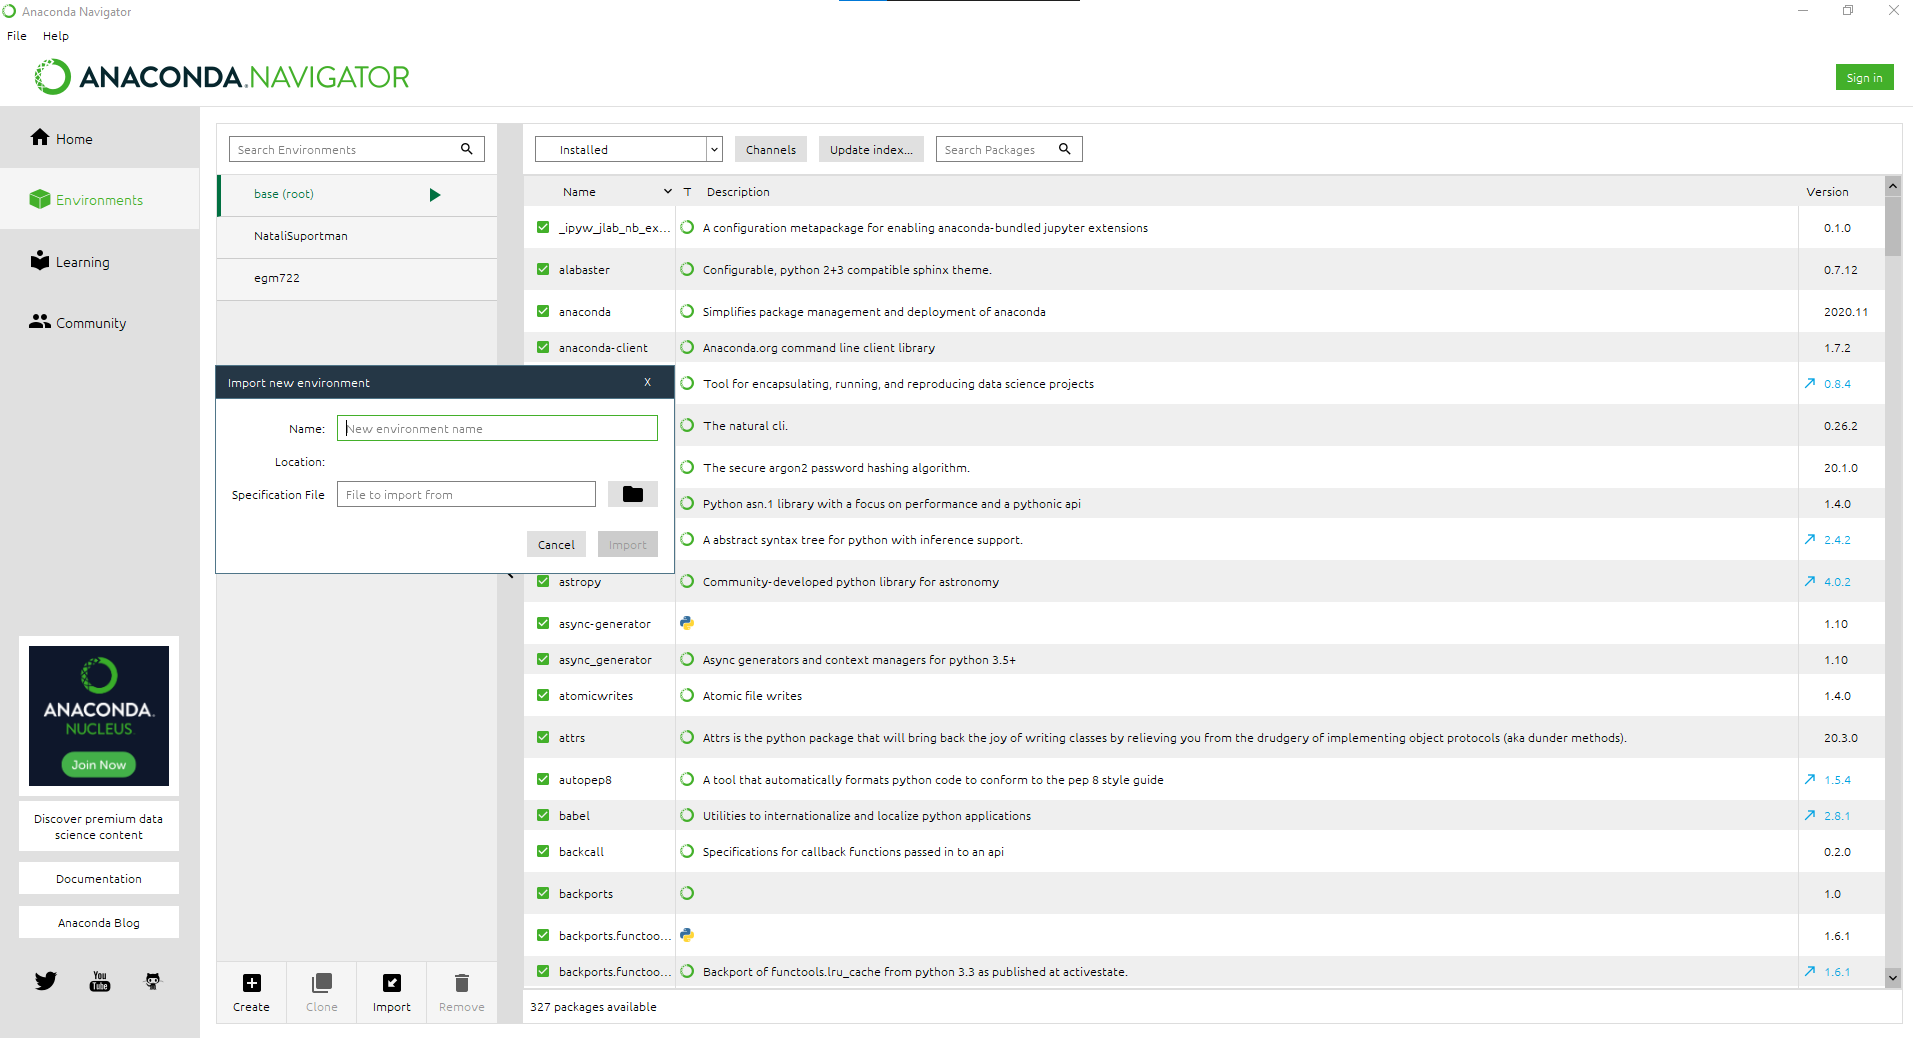 Anaconda Navigator
File Help
ANACONDA.NAVIGATOR
Sign in
Home
Environments
Learning
Community
ANACONDA.
NUCLEUS
Join Now
Discover premium data
science content
Documentation
Anaconda Blog
You
Tube
Search Environments
base (root)
NataliSuportman
egm722
Import new environment X
Name: New environment name
Location:
Specification File File to import from
Cancel Import
Create Clone Import Remove
Installed Channels Update index... Search Packages
Name T Description Version
_ipyw_jlab_nb_ex... A configuration metapackage for enabling anaconda-bundled jupyter extensions 0.1.0
alabaster Configurable, python 2+3 compatible sphinx theme. 0.7.12
anaconda Simplifies package management and deployment of anaconda 2020.11
anaconda-client Anaconda.org command line client library 1.7.2
Tool for encapsulating, running, and reproducing data science projects 0.8.4
The natural cli. 0.26.2
The secure argon2 password hashing algorithm. 20.1.0
Python asn.1 library with a focus on performance and a pythonic api 1.4.0
A abstract syntax tree for python with inference support. 2.4.2
astropy Community-developed python library for astronomy 4.0.2
async-generator 1.10
async_generator Async generators and context managers for python 3.5+ 1.10
atomicwrites Atomic file writes 1.4.0
attrs Attrs is the python package that will bring back the joy of writing classes by relieving you from the drudgery of implementing object protocols (aka dunder methods). 20.3.0
autopep8 A tool that automatically formats python code to conform to the pep 8 style guide 1.5.4
babel Utilities to internationalize and localize python applications 2.8.1
backcall Specifications for callback functions passed in to an api 0.2.0
backports 1.0
backports.functoo... 1.6.1
backports.functoo... Backport of functools.lru_cache from python 3.3 as published at activestate. 1.6.1
327 packages available